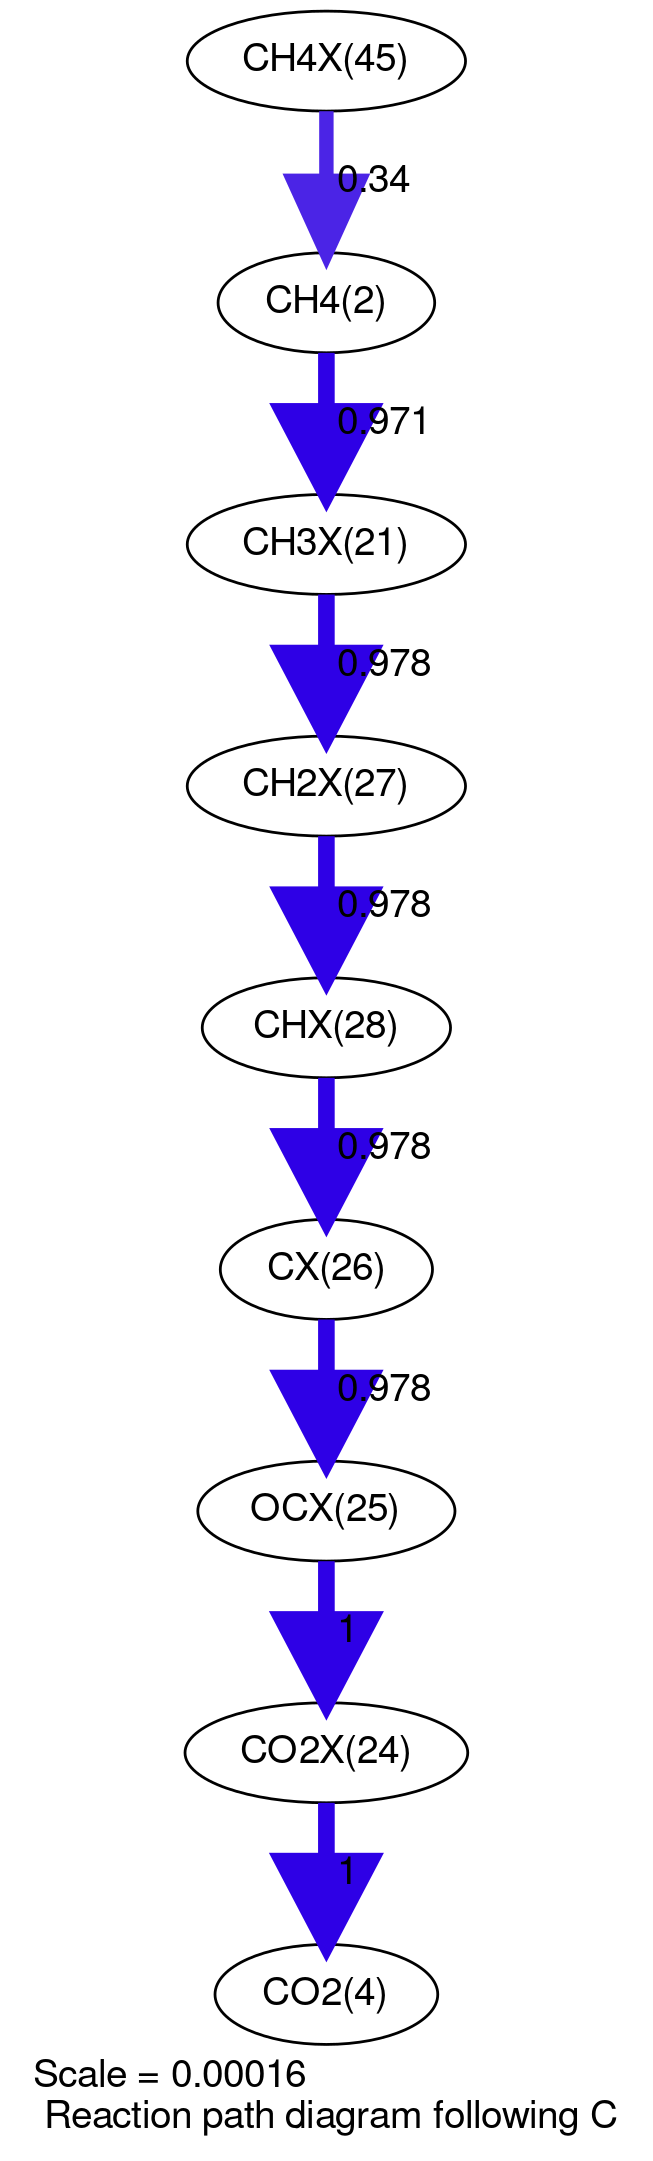 CH4X(45)
0.34
CH4(2)
0.971
CH3X(21)
0.978
CH2X(27)
0.978
CHX(28)
0.978
CX(26)
0.978
OCX(25)
1
CO2X(24)
1
CO2(4)
Scale = 0.00016
Reaction path diagram following C